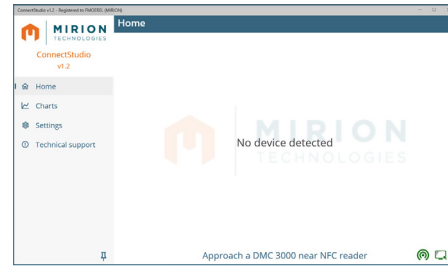 ConnectStudio v1.2 - Registered to FMOERS. (MIRION)
MIRION
TECHNOLOGIES
Home
ConnectStudio
v1.2
Home
Charts
Settings
Technical support
MIRION
TECHNOLOGIES
No device detected
Approach a DMC 3000 near NFC reader